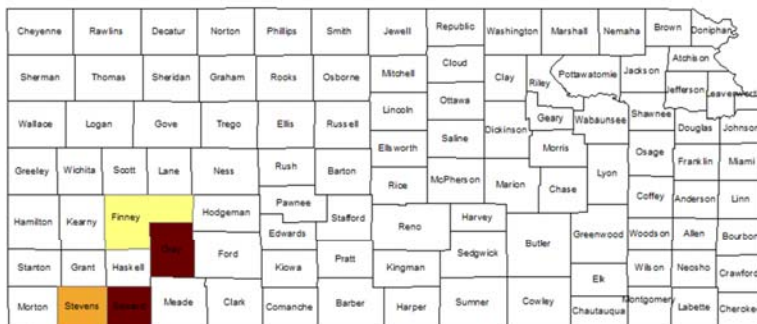 Cheyenne Rawlins Decatur Norton Phillips Smith Jewell Republic Washington Marshall Nemaha Brown Doniphan
Atchison
Sherman Thomas Sheridan Graham Rooks Osborne Mitchell Cloud Clay Riley Pottawatomie Jackson
Jefferson Leavenwort
Wallace Logan Gove Trego Ellis Russell Lincoln Ottawa Dickinson Geary Wabaunsee Shawnee Douglas Johnson
Ellsworth Saline Morris Osage Franklin Miami
Greeley Wichita Scott Lane Ness Rush Barton Rice McPherson Marion Chase Lyon Coffey Anderson Linn
Hamilton Kearny Finney Hodgeman Pawnee Stafford Reno Harvey
Edwards Sedgwick Butler Greenwood Woodson Allen Bourbon
Stanton Grant Haskell Ford Kiowa Pratt Kingman Elk Wilson Neosho Crawford
Morton Stevens Meade Clark Comanche Barber Harper Sumner Cowley Chautauqua Montgomery Labette Cheroke